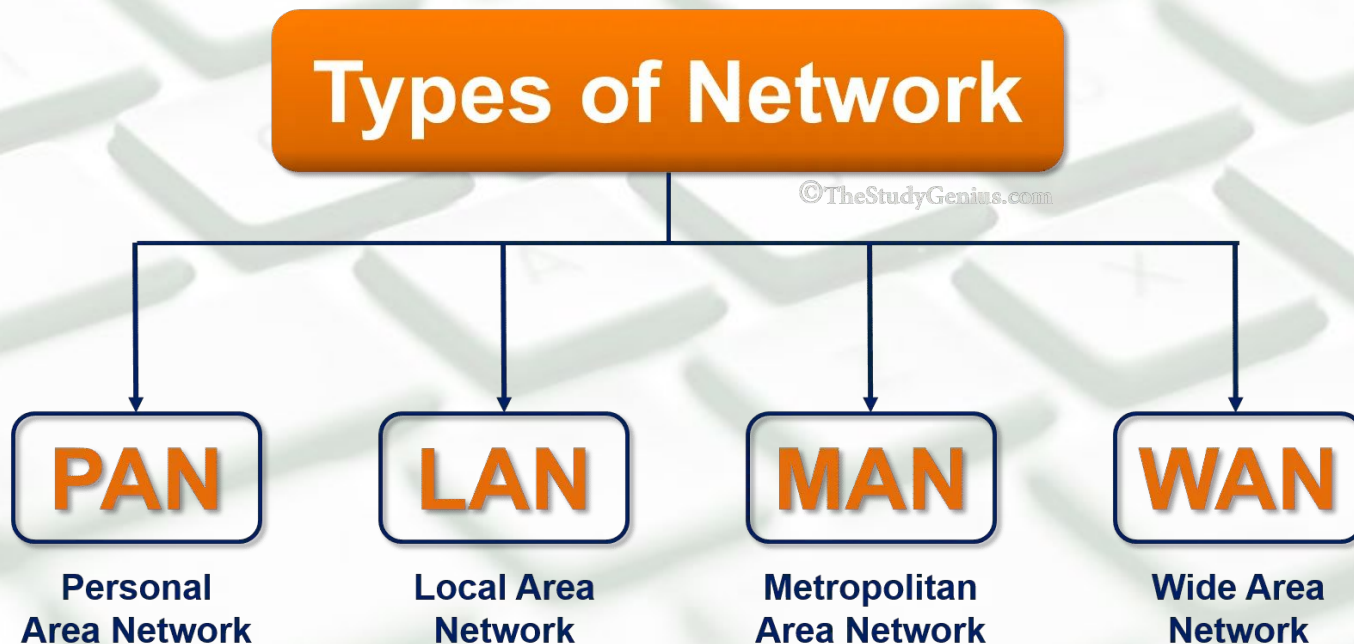 Types of Network
©TheStudyGenius.com
PAN
LAN
MAN
WAN
Personal
Area Network
Local Area
Network
Metropolitan
Area Network
Wide Area
Network